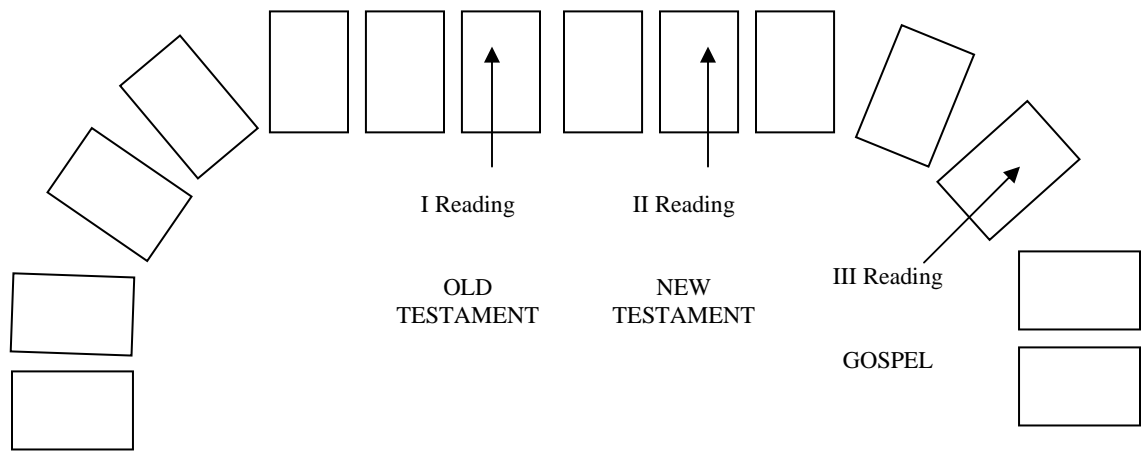 I Reading
II Reading
III Reading
OLD
TESTAMENT
NEW
TESTAMENT
GOSPEL